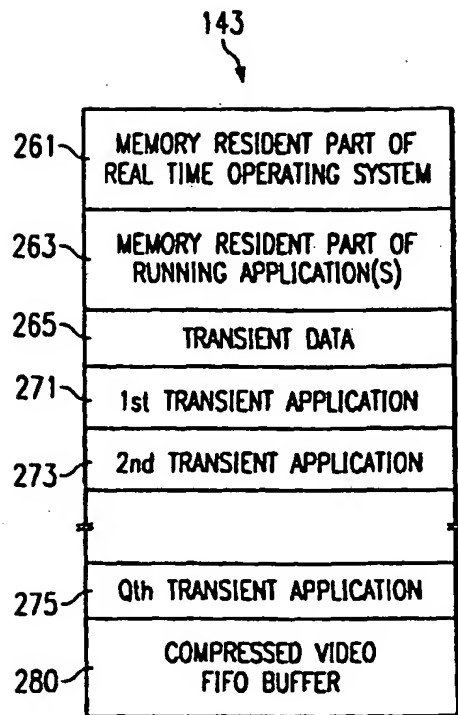 143
261
MEMORY RESIDENT PART OF
REAL TIME OPERATING SYSTEM
263
MEMORY RESIDENT PART OF
RUNNING APPLICATION(S)
265
TRANSIENT DATA
271
1st TRANSIENT APPLICATION
273
2nd TRANSIENT APPLICATION
275
Qth TRANSIENT APPLICATION
280
COMPRESSED VIDEO
FIFO BUFFER